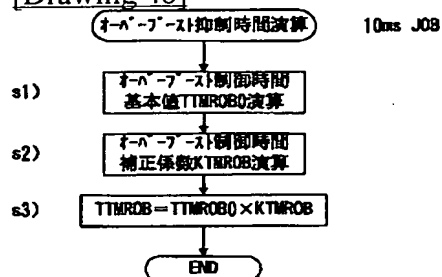 ｵｰﾊﾞｰﾌﾞｰｽﾄ抑制時間演算
10ms JOB
s1)
ｵｰﾊﾞｰﾌﾞｰｽﾄ制御時間
基本値TTMROB0演算
s2)
ｵｰﾊﾞｰﾌﾞｰｽﾄ制御時間
補正係数KTMROB演算
s3)
TTMROB＝TTMROB0×KTMROB
END